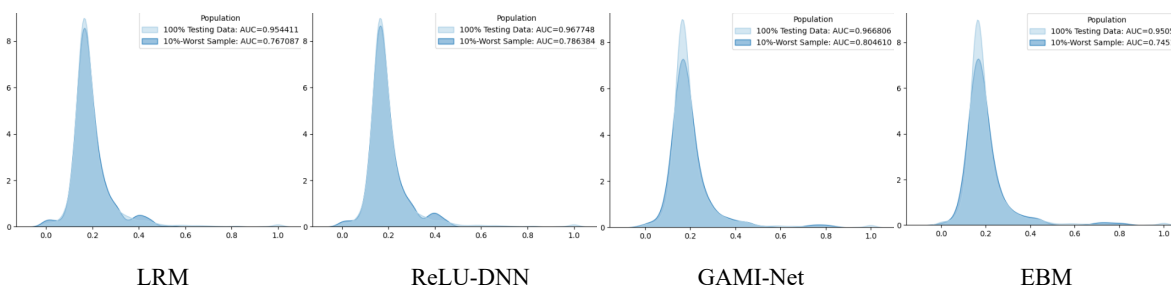 Population
100% Testing Data: AUC=0.954411
10%-Worst Sample: AUC=0.767087
8
6
4
2
0
0.0 0.2 0.4 0.6 0.8 1.0
LRM
Population
100% Testing Data: AUC=0.967748
10%-Worst Sample: AUC=0.786384
8
6
4
2
0
0.0 0.2 0.4 0.6 0.8 1.0
ReLU-DNN
Population
100% Testing Data: AUC=0.966806
10%-Worst Sample: AUC=0.804610
8
6
4
2
0
0.0 0.2 0.4 0.6 0.8 1.0
GAMI-Net
Population
100% Testing Data: AUC=0.950
10%-Worst Sample: AUC=0.745
8
6
4
2
0
0.0 0.2 0.4 0.6 0.8 1.0
EBM